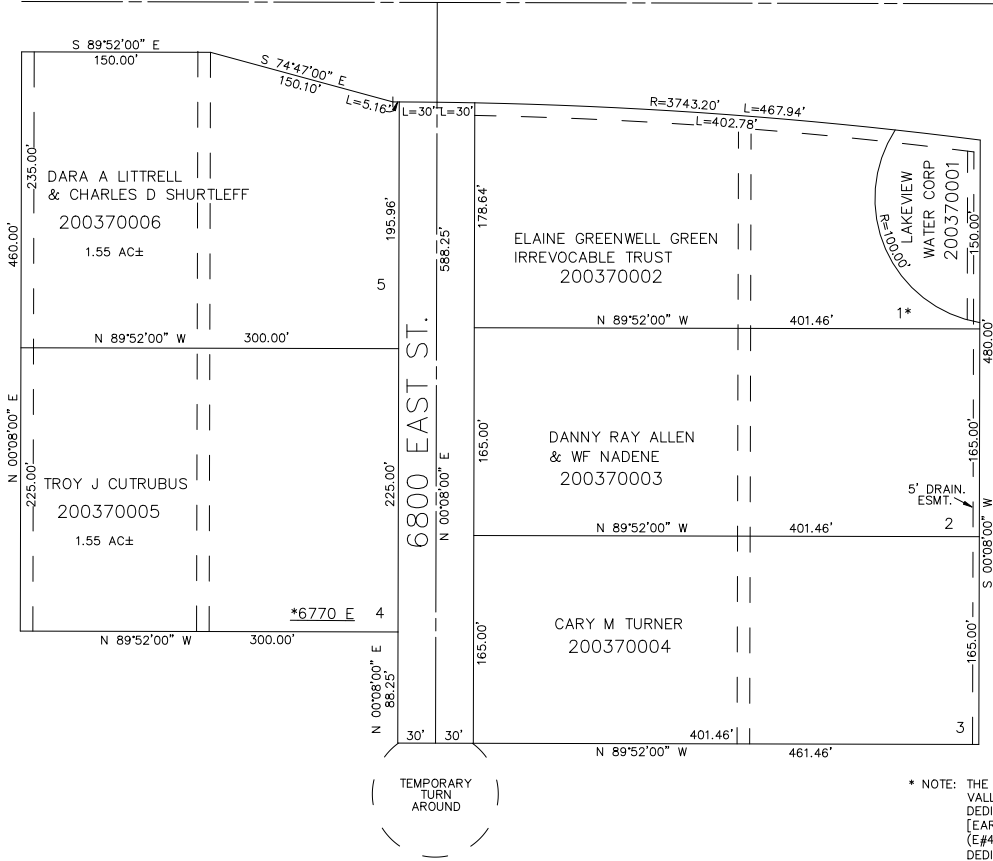 S 89°52'00" E
150.00'
S 74°47'00" E
150.10'
L=5.16'
L=30'
L=30'
R=3743.20'
L=467.94'
L=402.78'
235.00'
460.00'
DARA A LITTRELL
& CHARLES D SHURTLEFF
200370006
1.55 AC±
195.96'
588.25'
178.64'
5
ELAINE GREENWELL GREEN
IRREVOCABLE TRUST
200370002
LAKEVIEW
WATER CORP
200370001
150.00'
R=100.00'
1*
N 89°52'00" W
300.00'
N 89°52'00" W
401.46'
480.00'
6800 EAST ST.
N 00°08'00" E
N 00°08'00" E
225.00'
TROY J CUTRUBUS
200370005
1.55 AC±
225.00'
165.00'
DANNY RAY ALLEN
& WF NADENE
200370003
165.00'
5' DRAIN.
ESMT.
2
N 89°52'00" W
401.46'
S 00°08'00" W
*6770 E
4
N 89°52'00" W
300.00'
N 00°08'00" E
88.25'
165.00'
CARY M TURNER
200370004
165.00'
3
30'
30'
401.46'
N 89°52'00" W
461.46'
TEMPORARY
TURN
AROUND
* NOTE: THE
VALL
DEDI
[EAR
(E#4
DEDI